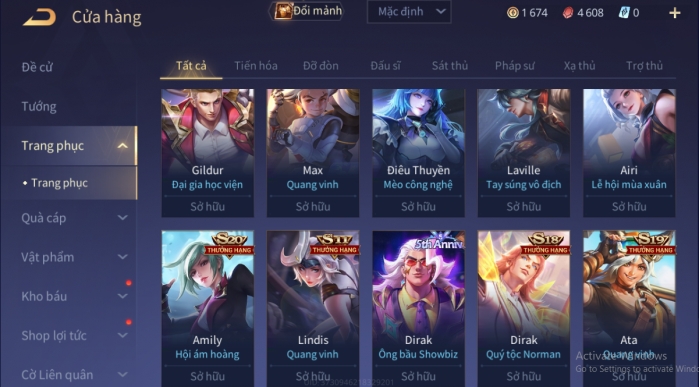 Cửa hàng
Đổi mảnh
Mặc định
1 674
4 608
0
Đề cử
Tướng
Trang phục
• Trang phục
Quà cáp
Vật phẩm
Kho báu
Shop lợi tức
Cờ Liên quân
Tất cả
Tiến hóa
Đỡ đòn
Đấu sĩ
Sát thủ
Pháp sư
Xạ thủ
Trợ thủ
Gildur
Đại gia học viện
Sở hữu
Max
Quang vinh
Sở hữu
Điêu Thuyền
Mèo công nghệ
Sở hữu
Laville
Tay súng vô địch
Sở hữu
Airi
Lễ hội mùa xuân
Sở hữu
S20
THƯỞNG HẠNG
Amily
Hội ám hoàng
Sở hữu
S11
THƯỞNG HẠNG
Lindis
Quang vinh
Sở hữu
5th Anniv
Dirak
Ông bầu Showbiz
Sở hữu
S18
THƯỞNG HẠNG
Dirak
Quý tộc Norman
Sở hữu
S19
THƯỞNG HẠNG
Ata
Quang vinh
Sở hữu
Activate Windows
Go to Settings to activate Wind